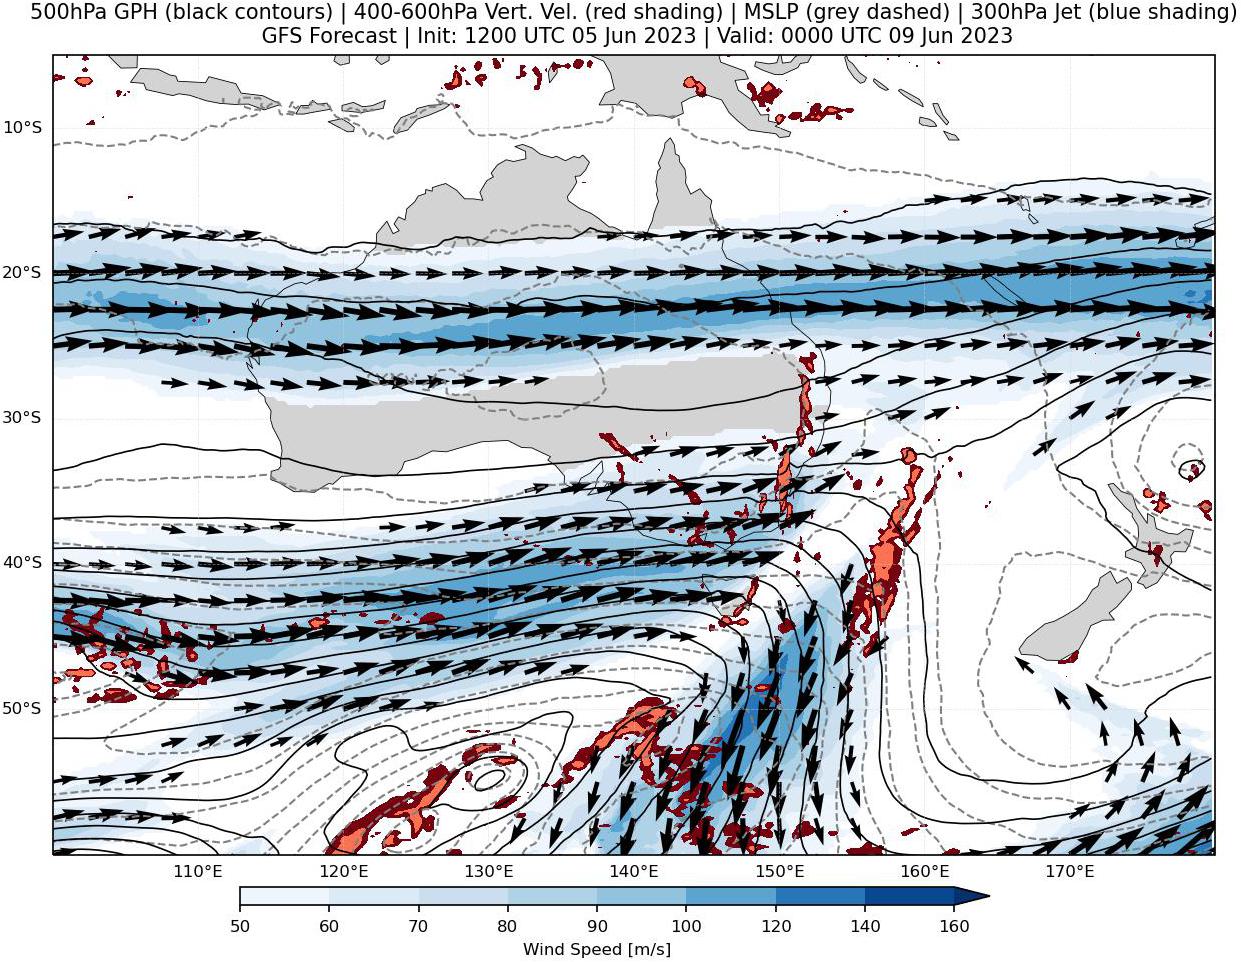 500hPa GPH (black contours) | 400-600hPa Vert. Vel. (red shading) | MSLP (grey dashed) | 300hPa Jet (blue shading)
GFS Forecast | Init: 1200 UTC 05 Jun 2023 | Valid: 0000 UTC 09 Jun 2023
10°S
20°S
30°S
40°S
50°S
110°E 120°E 130°E 140°E 150°E 160°E 170°E
50 60 70 80 90 100 120 140 160
Wind Speed [m/s]